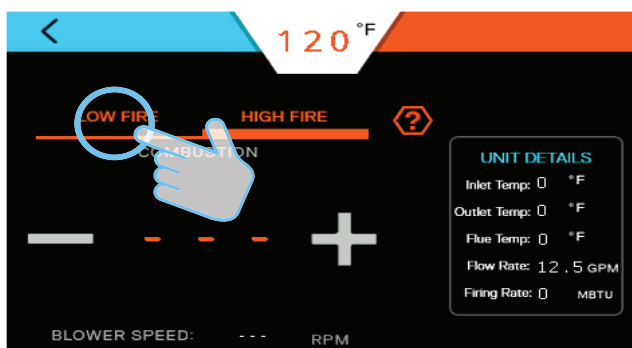 120°F
LOW FIRE HIGH FIRE ?
COMBUSTION
UNIT DETAILS
Inlet Temp: 0 °F
Outlet Temp: 0 °F
Flue Temp: 0 °F
Flow Rate: 12.5 GPM
Firing Rate: 0 MBTU
- - -
BLOWER SPEED: --- RPM